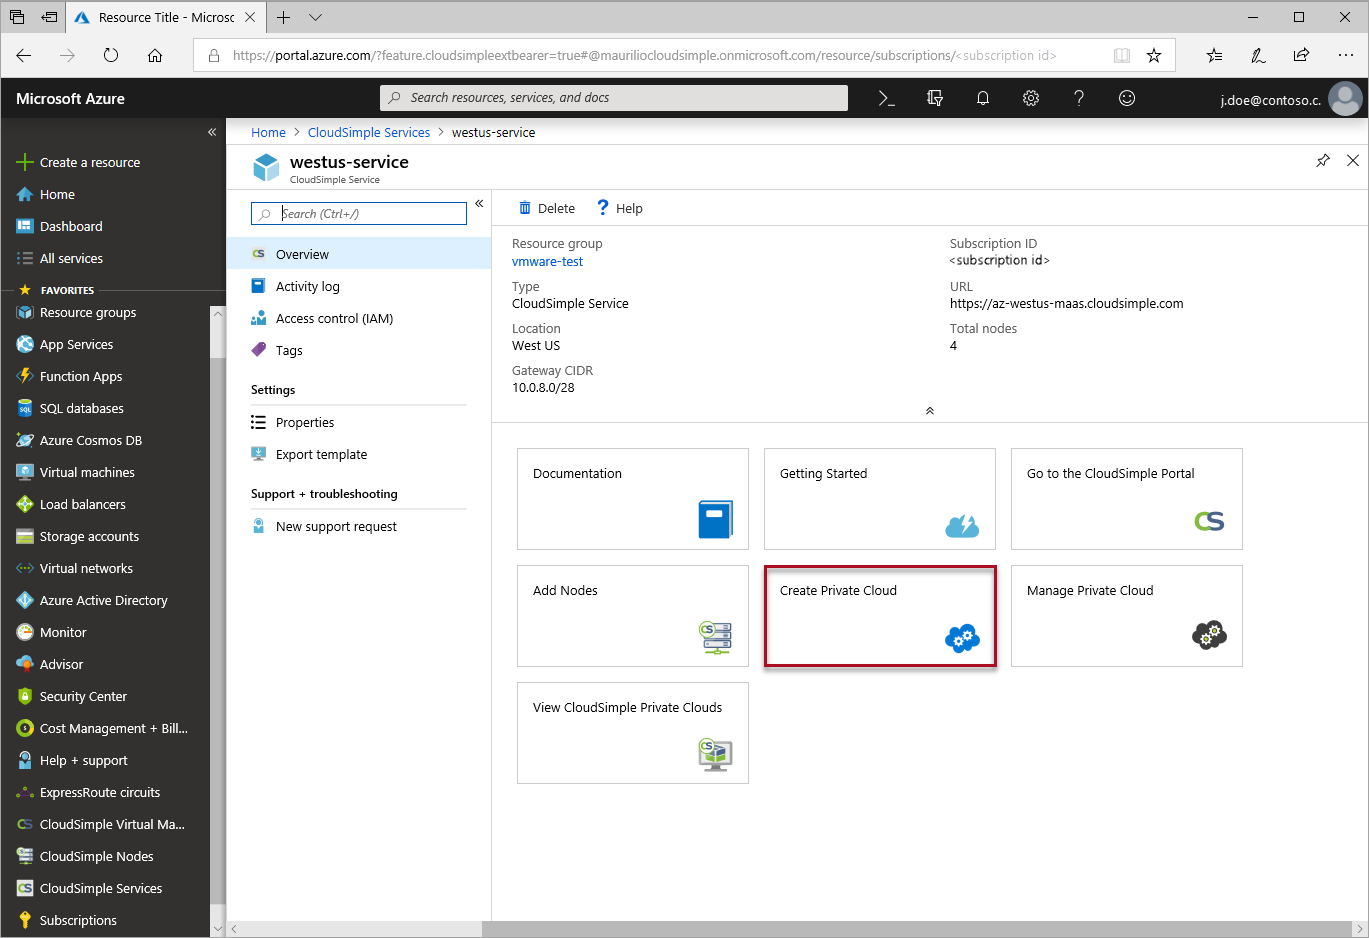 Resource Title - Microsc
https://portal.azure.com/?feature.cloudsimpleextbearer=true#@mauriliocloudsimple.onmicrosoft.com/resource/subscriptions/<subscription id>
Microsoft Azure
Search resources, services, and docs
j.doe@contoso.c.
Create a resource
Home
Dashboard
All services
FAVORITES
Resource groups
App Services
Function Apps
SQL databases
Azure Cosmos DB
Virtual machines
Load balancers
Storage accounts
Virtual networks
Azure Active Directory
Monitor
Advisor
Security Center
Cost Management + Bill...
Help + support
ExpressRoute circuits
CloudSimple Virtual Ma...
CloudSimple Nodes
CloudSimple Services
Subscriptions
Home > CloudSimple Services > westus-service
westus-service
CloudSimple Service
Search (Ctrl+/)
Overview
Activity log
Access control (IAM)
Tags
Settings
Properties
Export template
Support + troubleshooting
New support request
Delete
Help
Resource group
vmware-test
Type
CloudSimple Service
Location
West US
Gateway CIDR
10.0.8.0/28
Subscription ID
<subscription id>
URL
https://az-westus-maas.cloudsimple.com
Total nodes
4
Documentation
Getting Started
Go to the CloudSimple Portal
CS
Add Nodes
Create Private Cloud
Manage Private Cloud
View CloudSimple Private Clouds